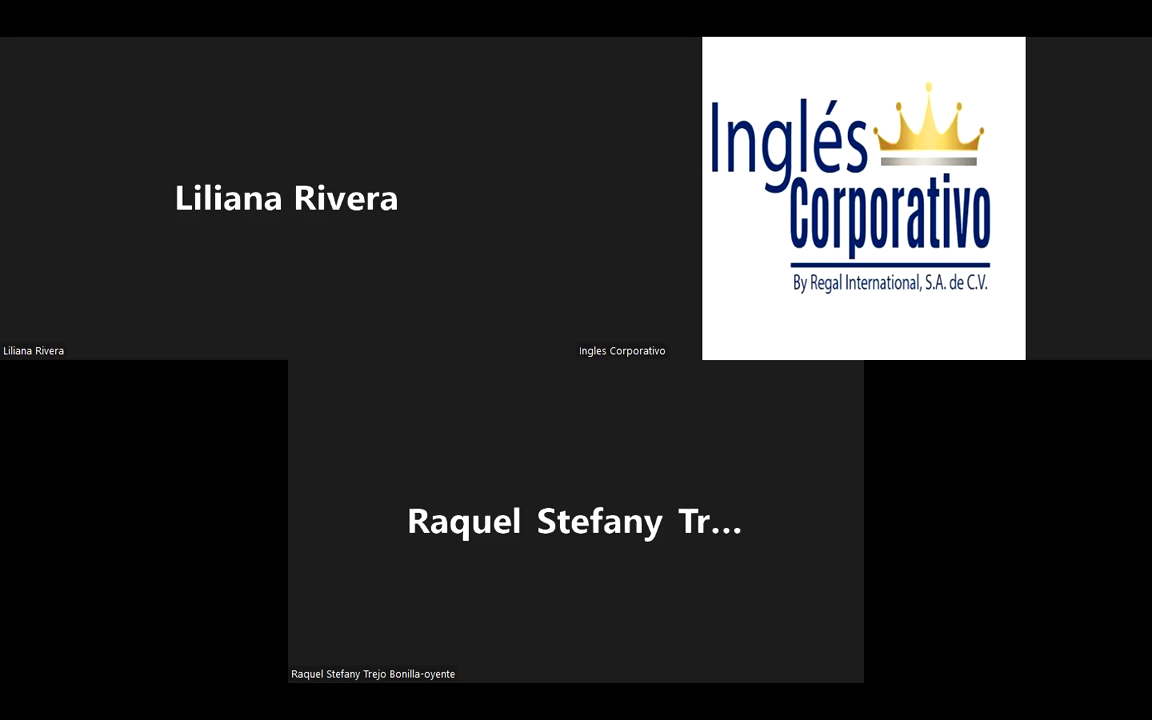 Liliana Rivera
Inglés
Corporativo
By Regal International, S.A. de C.V.
Liliana Rivera
Ingles Corporativo
Raquel Stefany Tr...
Raquel Stefany Trejo Bonilla-oyente